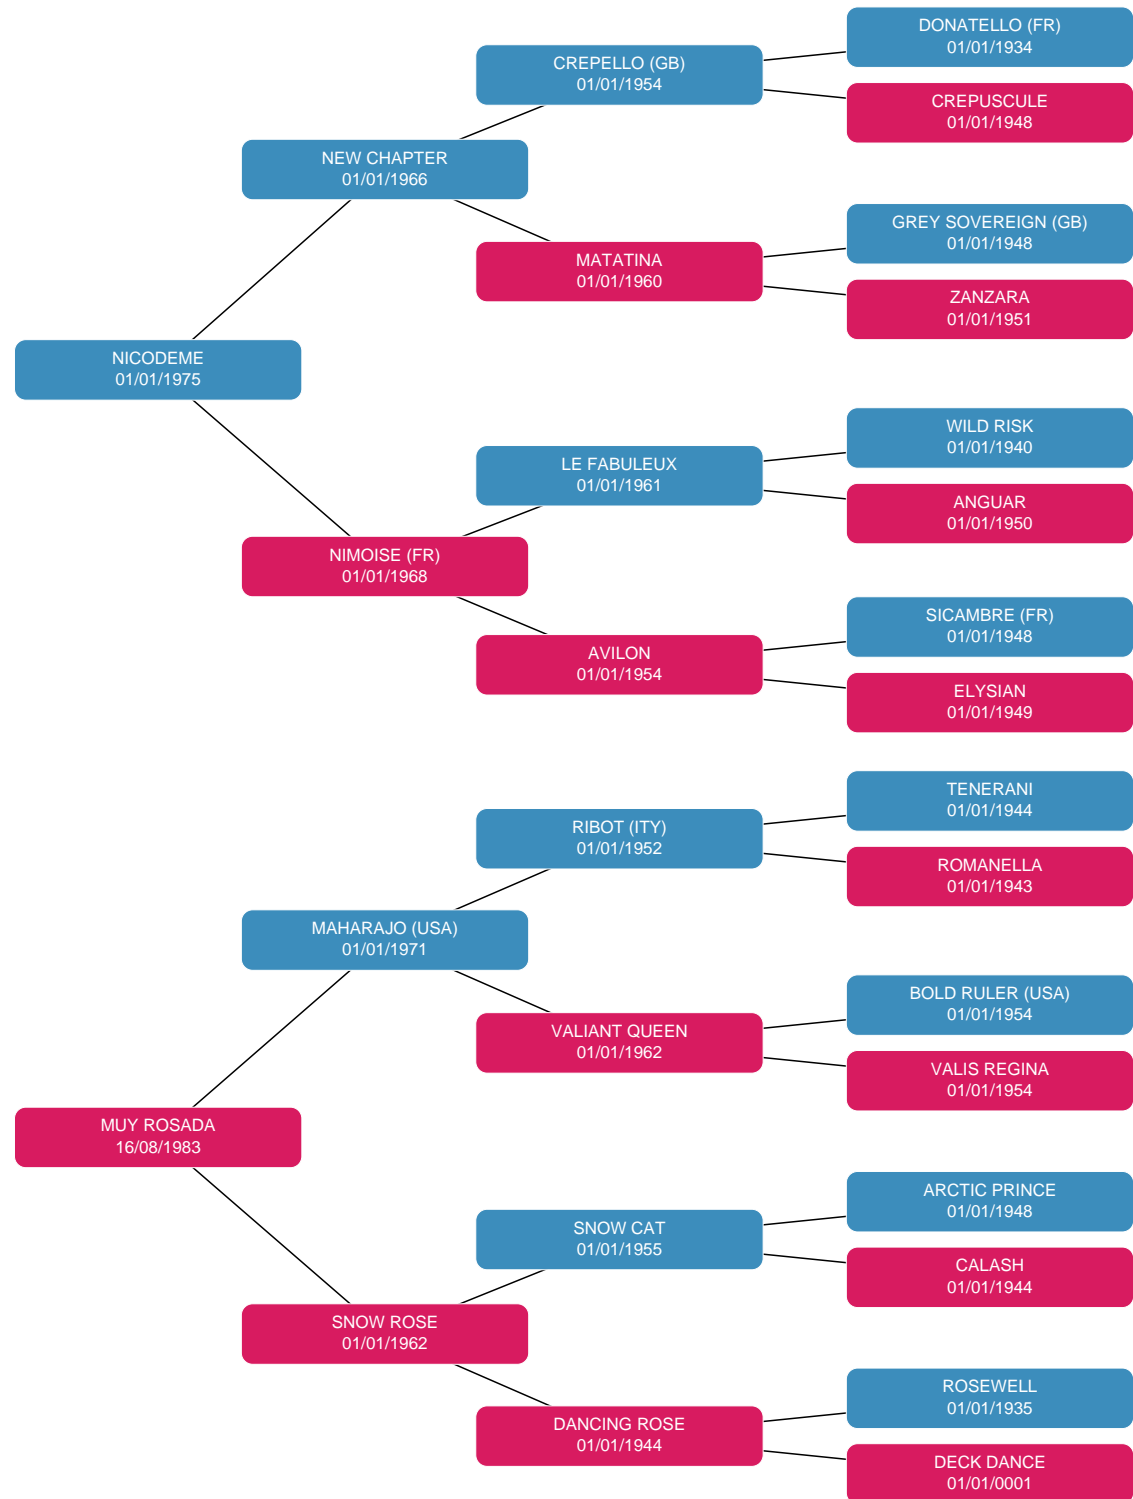 DONATELLO (FR)
01/01/1934
CREPELLO (GB)
01/01/1954
CREPUSCULE
01/01/1948
NEW CHAPTER
01/01/1966
GREY SOVEREIGN (GB)
01/01/1948
MATATINA
01/01/1960
ZANZARA
01/01/1951
NICODEME
01/01/1975
WILD RISK
01/01/1940
LE FABULEUX
01/01/1961
ANGUAR
01/01/1950
NIMOISE (FR)
01/01/1968
SICAMBRE (FR)
01/01/1948
AVILON
01/01/1954
ELYSIAN
01/01/1949
TENERANI
01/01/1944
RIBOT (ITY)
01/01/1952
ROMANELLA
01/01/1943
MAHARAJO (USA)
01/01/1971
BOLD RULER (USA)
01/01/1954
VALIANT QUEEN
01/01/1962
VALIS REGINA
01/01/1954
MUY ROSADA
16/08/1983
ARCTIC PRINCE
01/01/1948
SNOW CAT
01/01/1955
CALASH
01/01/1944
SNOW ROSE
01/01/1962
ROSEWELL
01/01/1935
DANCING ROSE
01/01/1944
DECK DANCE
01/01/0001